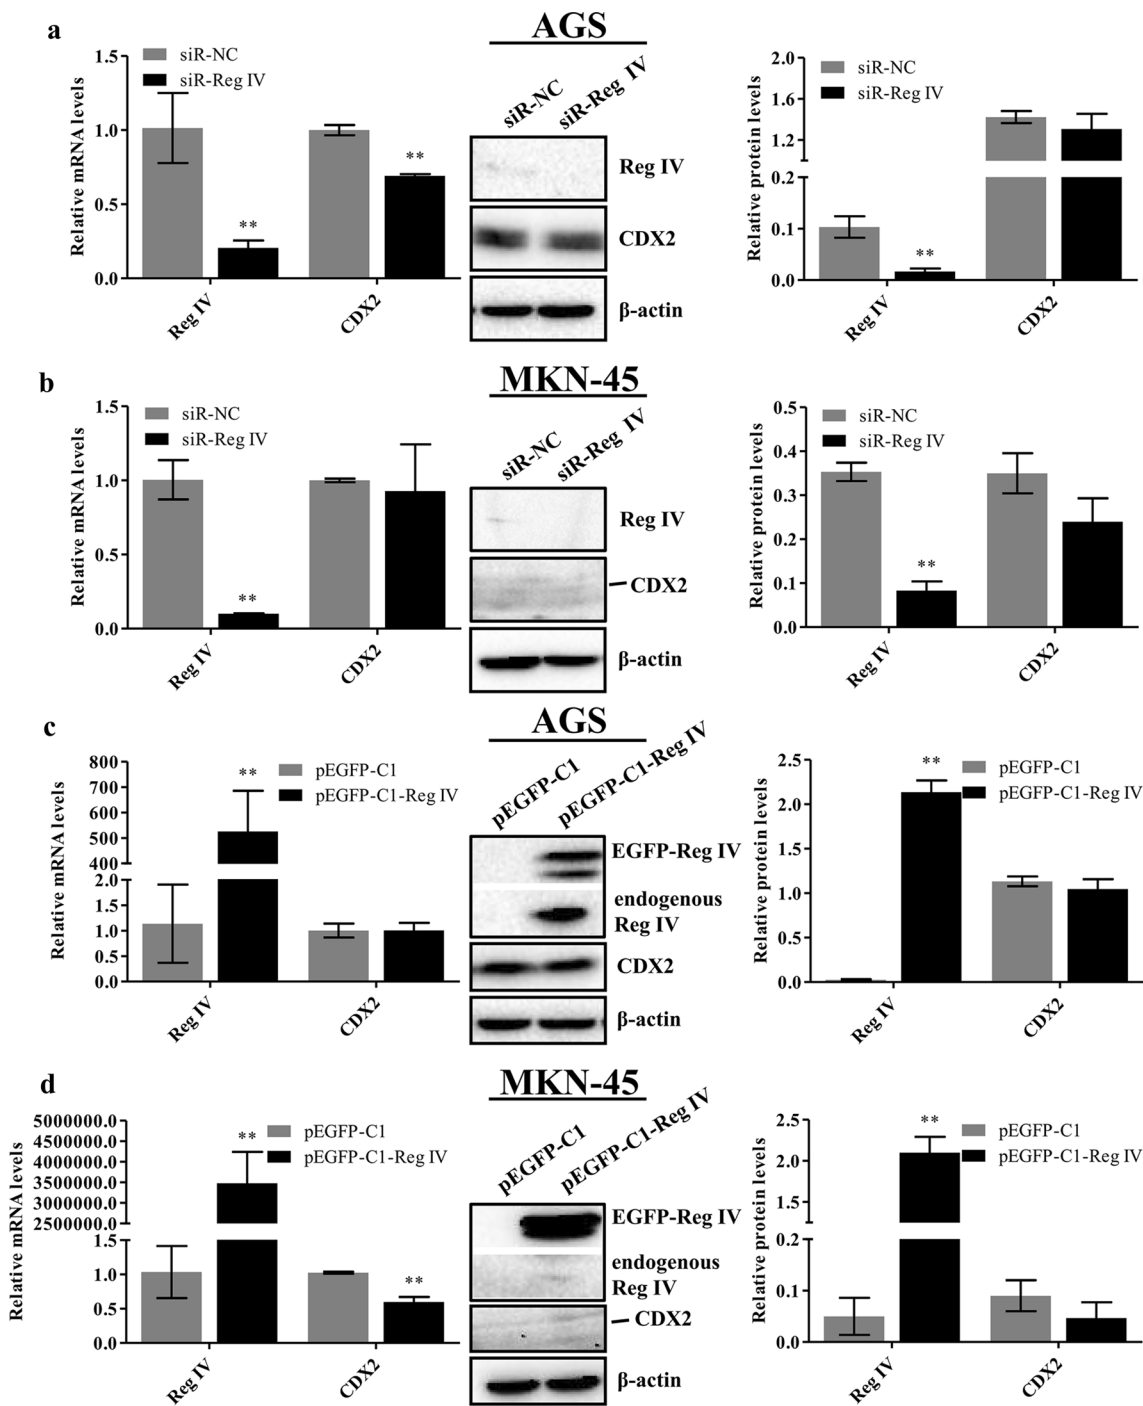 a
AGS
siR-NC
siR-Reg IV
Relative mRNA levels
1.5
1.0
0.5
0.0
**
**
Reg IV
CDX2
siR-NC
siR-Reg IV
Reg IV
CDX2
β-actin
siR-NC
siR-Reg IV
Relative protein levels
2.0
1.6
1.2
0.2
0.1
0.0
**
Reg IV
CDX2
b
MKN-45
siR-NC
siR-Reg IV
Relative mRNA levels
1.5
1.0
0.5
0.0
**
Reg IV
CDX2
siR-NC
siR-Reg IV
Reg IV
CDX2
β-actin
siR-NC
siR-Reg IV
Relative protein levels
0.5
0.4
0.3
0.2
0.1
0.0
**
Reg IV
CDX2
c
AGS
pEGFP-C1
pEGFP-C1-Reg IV
Relative mRNA levels
800
700
600
500
400
2.0
1.5
1.0
0.5
0.0
**
Reg IV
CDX2
pEGFP-C1
pEGFP-C1-Reg IV
EGFP-Reg IV
endogenous
Reg IV
CDX2
β-actin
pEGFP-C1
pEGFP-C1-Reg IV
Relative protein levels
2.5
2.0
1.5
1.0
0.5
0.0
**
Reg IV
CDX2
d
MKN-45
pEGFP-C1
pEGFP-C1-Reg IV
Relative mRNA levels
5000000.0
4500000.0
4000000.0
3500000.0
3000000.0
2500000.0
1.5
1.0
0.5
0.0
**
**
Reg IV
CDX2
pEGFP-C1
pEGFP-C1-Reg IV
EGFP-Reg IV
endogenous
Reg IV
CDX2
β-actin
pEGFP-C1
pEGFP-C1-Reg IV
Relative protein levels
2.5
2.0
1.5
0.2
0.1
0.0
**
Reg IV
CDX2